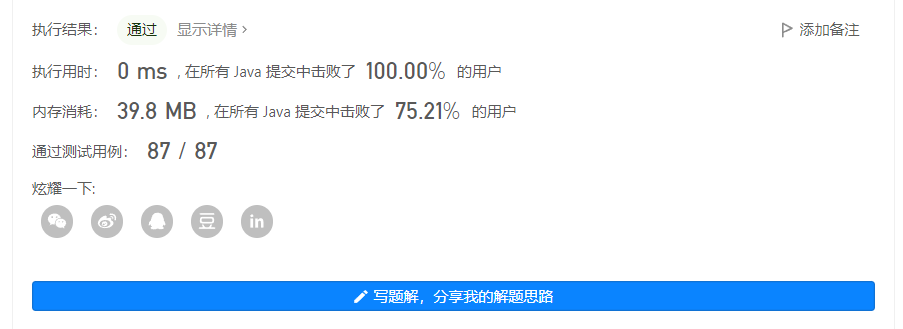 执行结果： 通过 显示详情 > 添加备注
执行用时： 0 ms , 在所有 Java 提交中击败了 100.00% 的用户
内存消耗： 39.8 MB , 在所有 Java 提交中击败了 75.21% 的用户
通过测试用例： 87 / 87
炫耀一下:
豆 in
写题解，分享我的解题思路